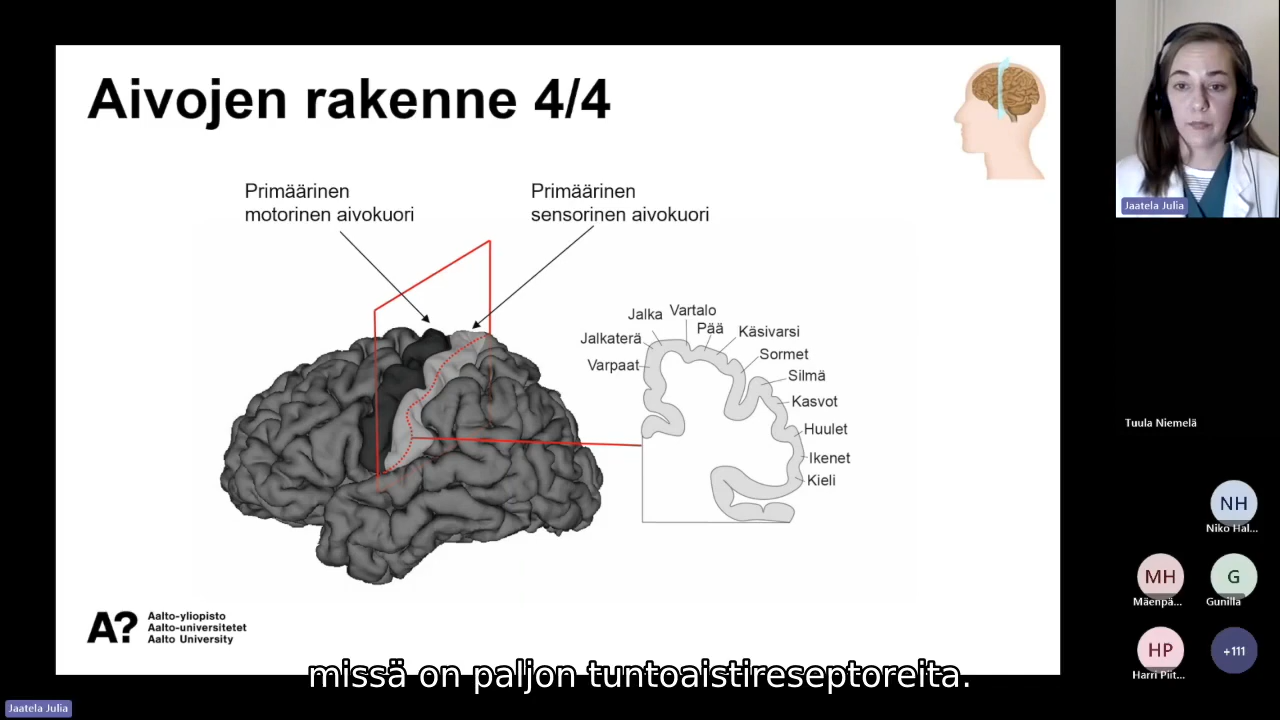 Aivojen rakenne 4/4
Primäärinen
motorinen aivokuori
Primäärinen
sensorinen aivokuori
Jalka
Vartalo
Pää
Jalkaterä
Käsivarsi
Sormet
Varpaat
Silmä
Kasvot
Huulet
Ikenet
Kieli
A?
Aalto-yliopisto
Aalto-universitetet
Aalto University
missä on paljon tuntoaistireseptoreita.
Jaatela Julia
Jaatela Julia
Tuula Niemelä
NH
Niko Hal...
MH
Mäenpä...
G
Gunilla
HP
Harri Piit...
+111